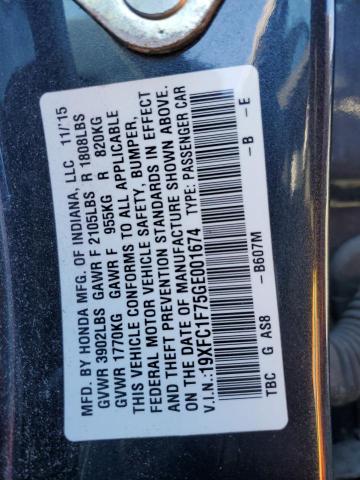 MFD. BY HONDA MFG. OF INDIANA, LLC 11/'15
GVWR 3902LBS GAWR F 2105LBS R 1808LBS
GVWR 1770KG GAWR F 955KG R 820KG
THIS VEHICLE CONFORMS TO ALL APPLICABLE
FEDERAL MOTOR VEHICLE SAFETY, BUMPER,
AND THEFT PREVENTION STANDARDS IN EFFECT
ON THE DATE OF MANUFACTURE SHOWN ABOVE.
V.I.N.:19XFC1F75GE001674 TYPE: PASSENGER CAR
TBC G AS8 -B607M -B -E